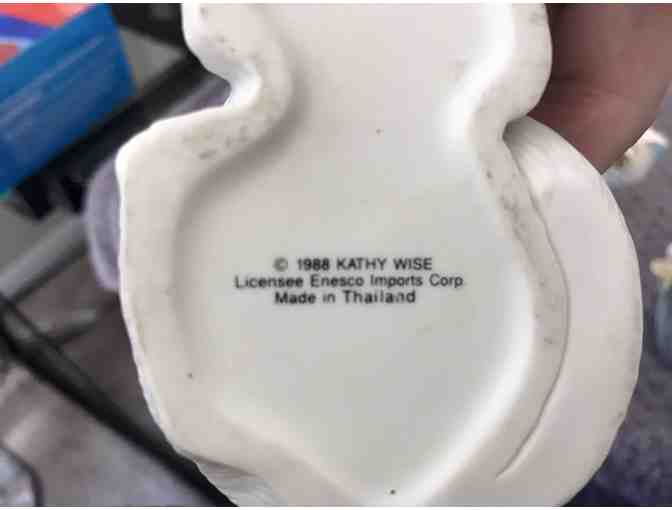 © 1988 KATHY WISE
Licensee Enesco Imports Corp.
Made in Thailand